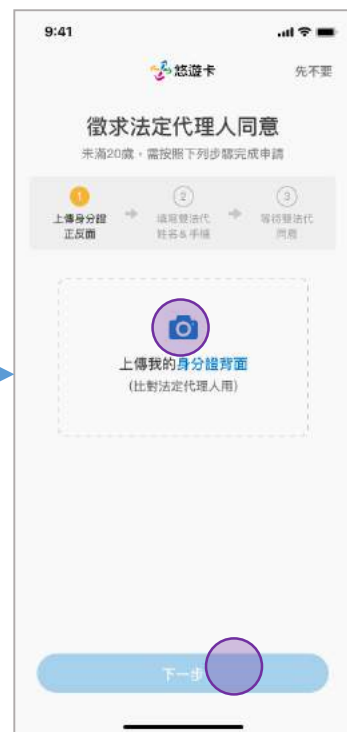 9:41
悠遊卡
先不要
徵求法定代理人同意
未滿20歲，需按照下列步驟完成申請
1
上傳身分證
正反面
2
填寫雙法代
姓名&手機
3
等待雙法代
同意
上傳我的身分證背面
(比對法定代理人用)
下一步